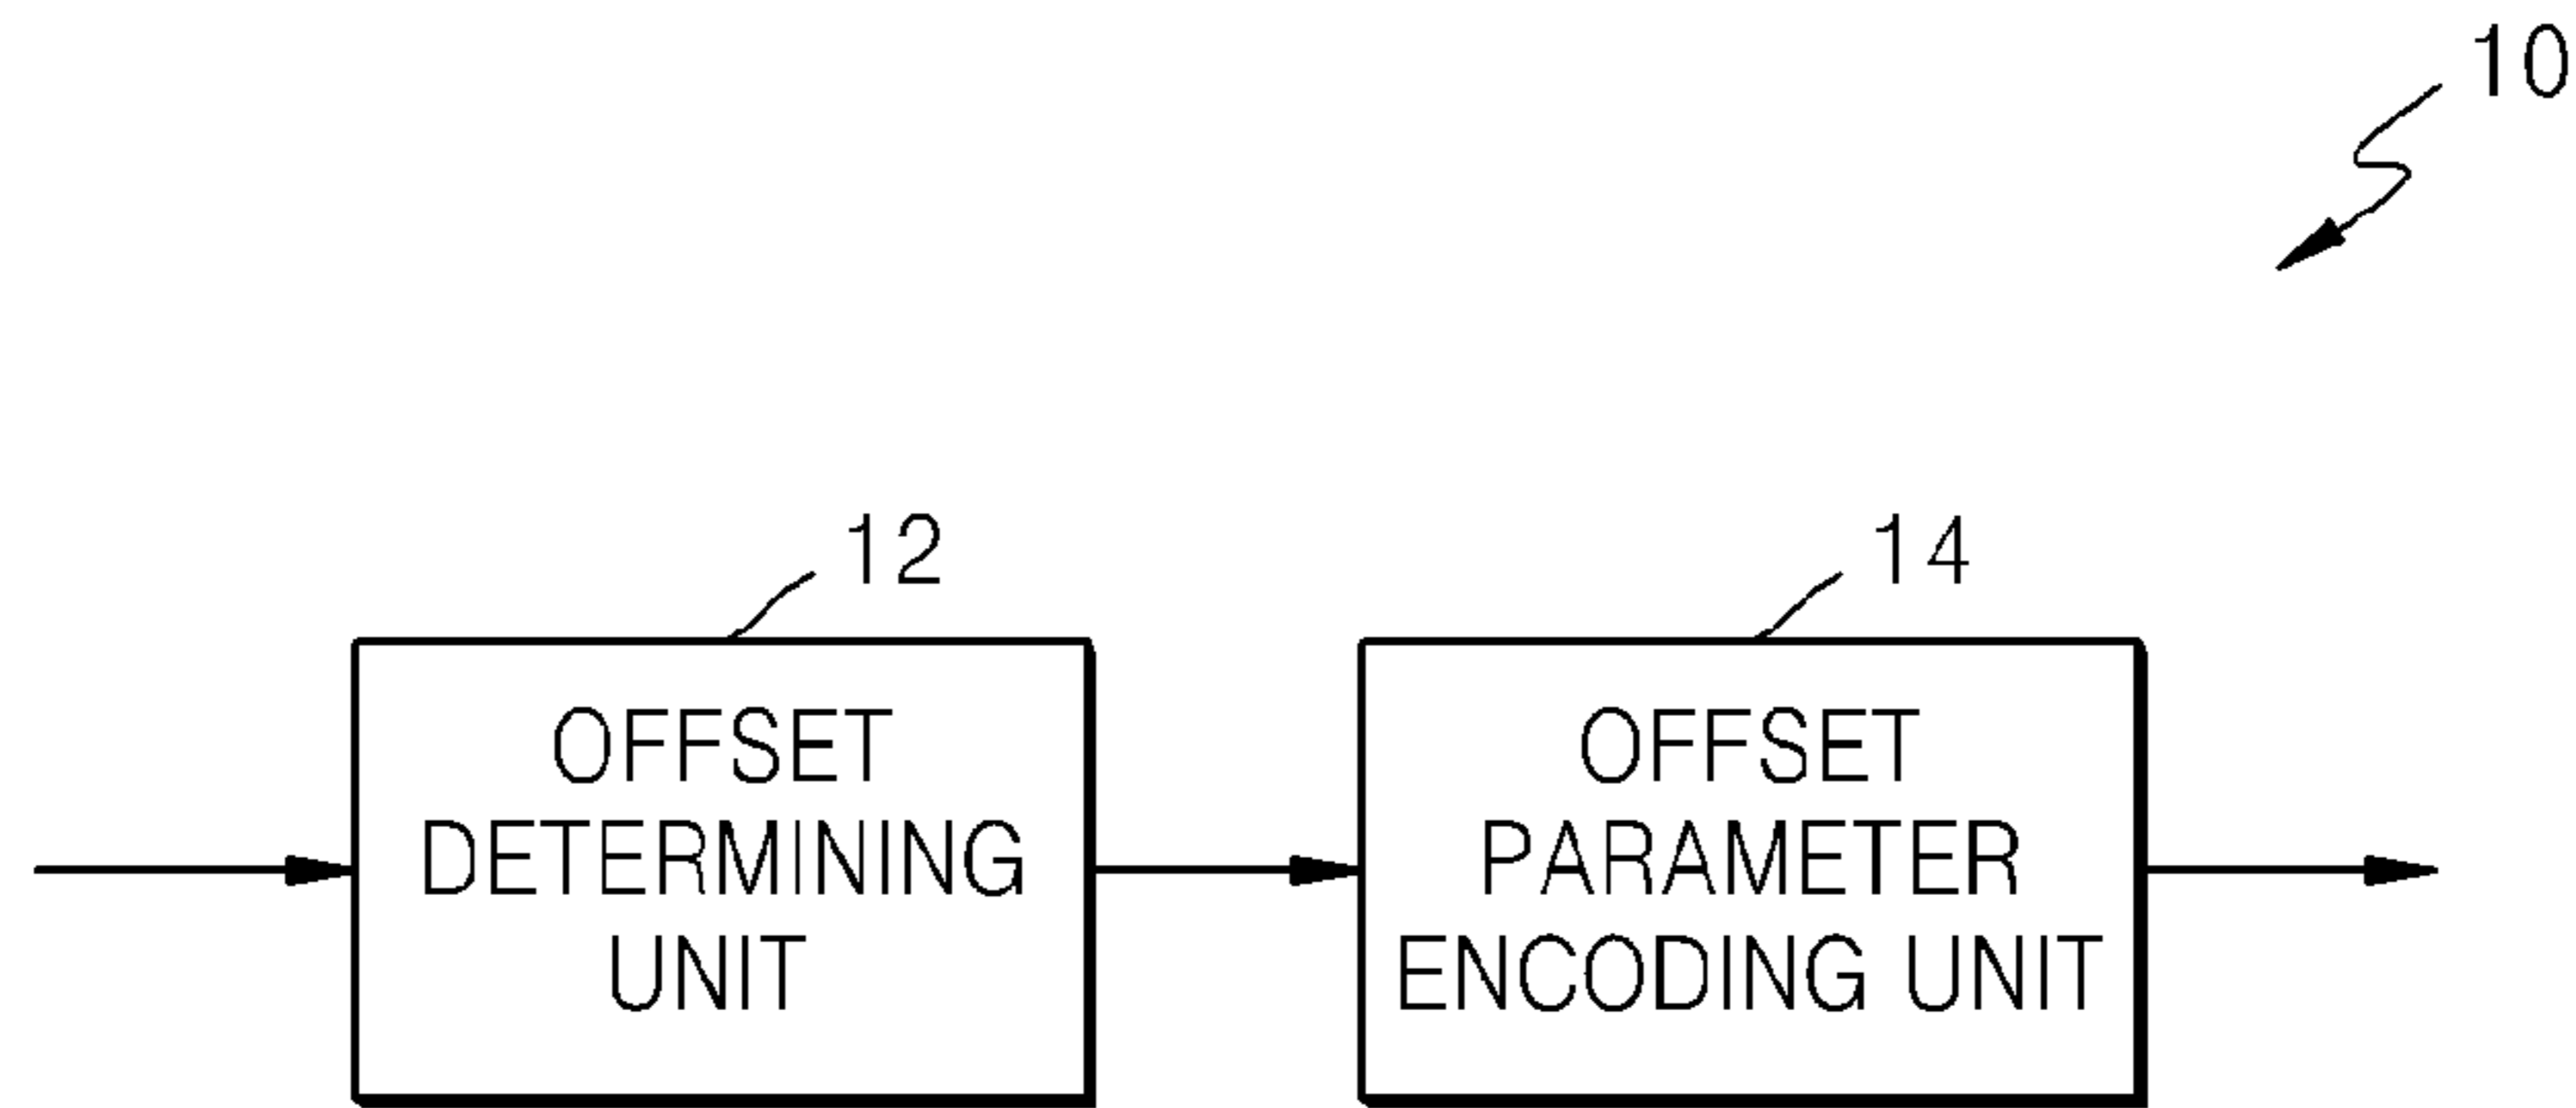 10
12
14
OFFSET
DETERMINING
UNIT
OFFSET
PARAMETER
ENCODING UNIT